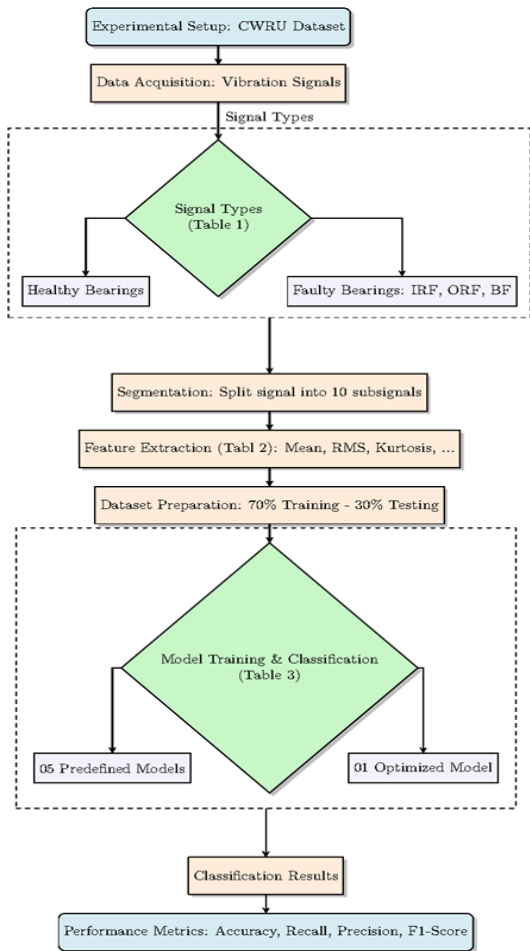 Experimental Setup: CWRU Dataset
Data Acquisition: Vibration Signals
Signal Types
Signal Types
(Table 1)
Healthy Bearings
Faulty Bearings: IRF, ORF, BF
Segmentation: Split signal into 10 subsignals
Feature Extraction (Tabl 2): Mean, RMS, Kurtosis, ...
Dataset Preparation: 70% Training - 30% Testing
Model Training & Classification
(Table 3)
05 Predefined Models
01 Optimized Model
Classification Results
Performance Metrics: Accuracy, Recall, Precision, F1-Score